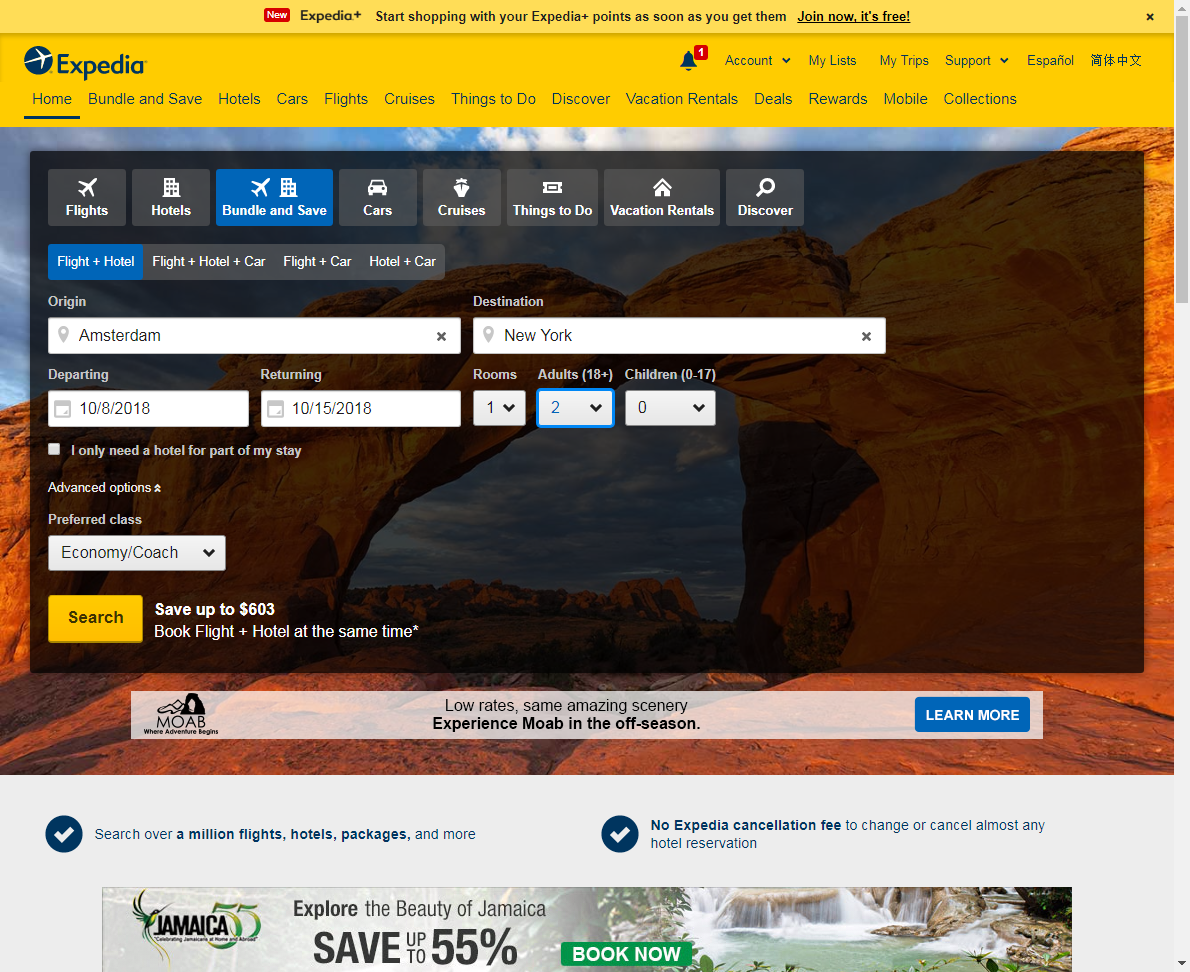 New Expedia+ Start shopping with your Expedia+ points as soon as you get them Join now, it's free! ×
Expedia
1 Account My Lists My Trips Support Español 简体中文
Home Bundle and Save Hotels Cars Flights Cruises Things to Do Discover Vacation Rentals Deals Rewards Mobile Collections
Flights Hotels Bundle and Save Cars Cruises Things to Do Vacation Rentals Discover
Flight + Hotel Flight + Hotel + Car Flight + Car Hotel + Car
Origin Destination
Amsterdam × New York ×
Departing Returning Rooms Adults (18+) Children (0-17)
10/8/2018 10/15/2018 1 2 0
I only need a hotel for part of my stay
Advanced options
Preferred class
Economy/Coach
Search
Save up to $603
Book Flight + Hotel at the same time*
MOAB
Where Adventure Begins
Low rates, same amazing scenery
Experience Moab in the off-season.
LEARN MORE
Search over a million flights, hotels, packages, and more
No Expedia cancellation fee to change or cancel almost any
hotel reservation
JAMAICA 55
"Celebrating Jamaicans at Home and Abroad"
Explore the Beauty of Jamaica
SAVE UP TO 55%
BOOK NOW